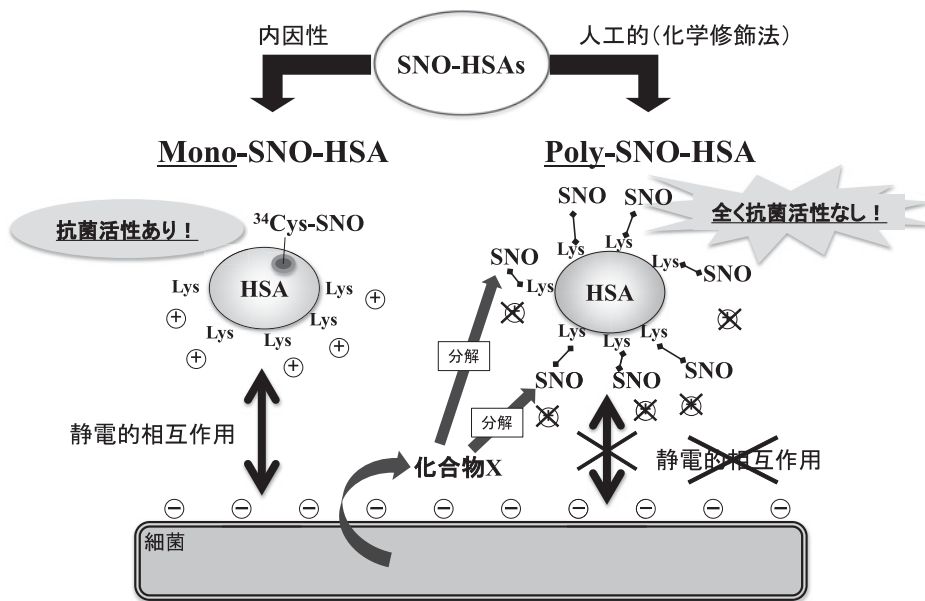 内因性
人工的(化学修飾法)
SNO-HSAs
Mono-SNO-HSA
Poly-SNO-HSA
抗菌活性あり！
³⁴Cys-SNO
HSA
Lys
Lys
Lys
Lys
Lys
+
+
+
+
+
静電的相互作用
全く抗菌活性なし！
SNO
SNO
SNO
SNO
SNO
SNO
SNO
Lys
Lys
Lys
Lys
Lys
Lys
Lys
HSA
+
+
+
+
+
分解
分解
化合物X
静電的相互作用
− − − − − − − − − −
細菌